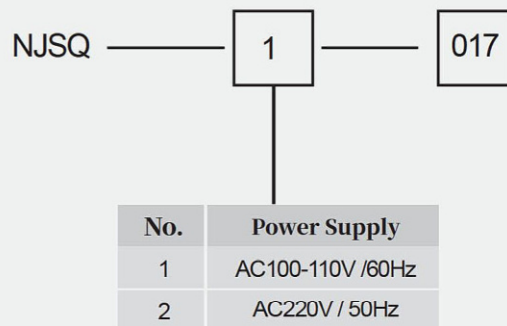 NJSQ 1 017
No. Power Supply
1 AC100-110V /60Hz
2 AC220V / 50Hz